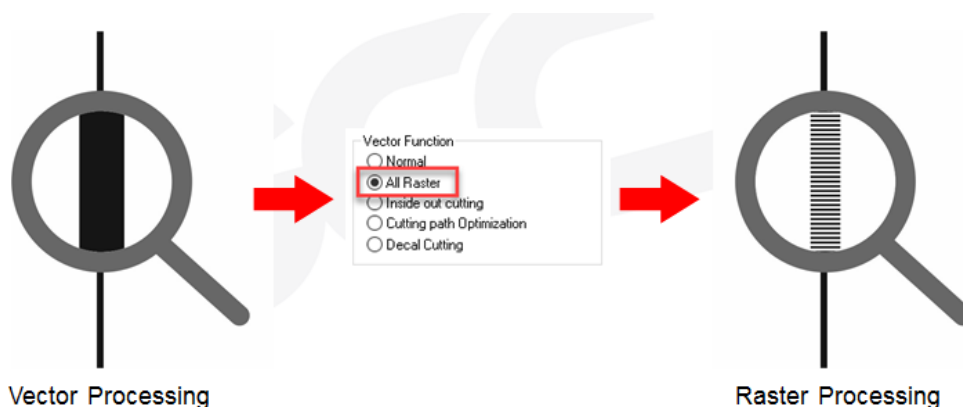 Vector Function
Normal
All Raster
Inside out cutting
Cutting path Optimization
Decal Cutting
Vector Processing
Raster Processing